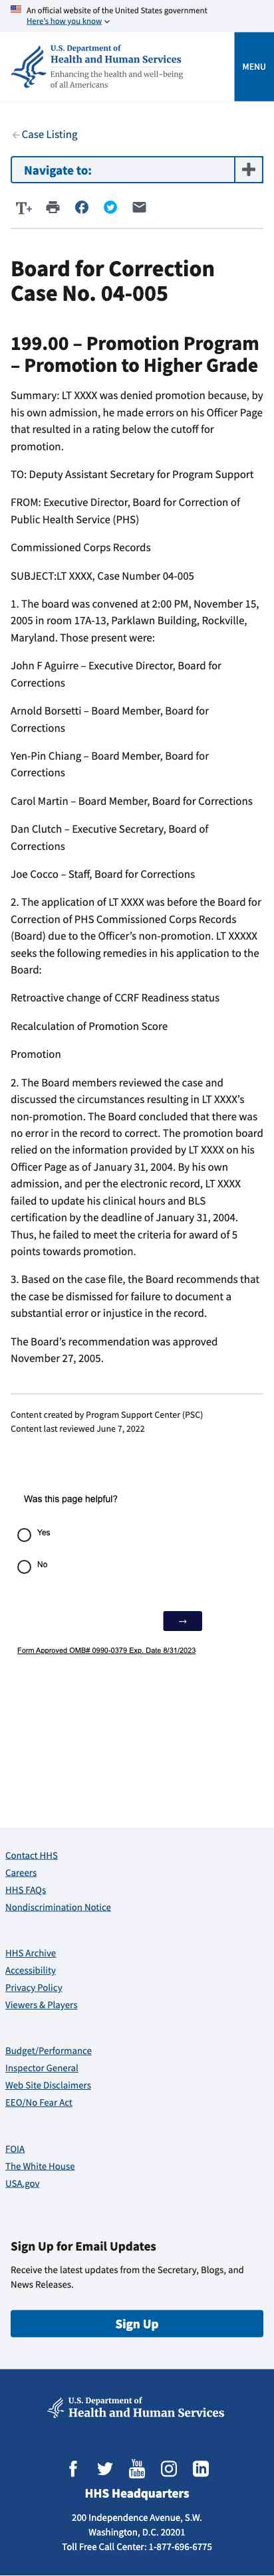 An official website of the United States government
Here's how you know
U.S. Department of
Health and Human Services
Enhancing the health and well-being
of all Americans
MENU
Case Listing
Navigate to:
T+
Board for Correction
Case No. 04-005
199.00 – Promotion Program
– Promotion to Higher Grade
Summary: LT XXXX was denied promotion because, by
his own admission, he made errors on his Officer Page
that resulted in a rating below the cutoff for
promotion.
TO: Deputy Assistant Secretary for Program Support
FROM: Executive Director, Board for Correction of
Public Health Service (PHS)
Commissioned Corps Records
SUBJECT:LT XXXX, Case Number 04-005
1. The board was convened at 2:00 PM, November 15,
2005 in room 17A-13, Parklawn Building, Rockville,
Maryland. Those present were:
John F Aguirre – Executive Director, Board for
Corrections
Arnold Borsetti – Board Member, Board for
Corrections
Yen-Pin Chiang – Board Member, Board for
Corrections
Carol Martin – Board Member, Board for Corrections
Dan Clutch – Executive Secretary, Board of
Corrections
Joe Cocco – Staff, Board for Corrections
2. The application of LT XXXX was before the Board for
Correction of PHS Commissioned Corps Records
(Board) due to the Officer's non-promotion. LT XXXXX
seeks the following remedies in his application to the
Board:
Retroactive change of CCRF Readiness status
Recalculation of Promotion Score
Promotion
2. The Board members reviewed the case and
discussed the circumstances resulting in LT XXXX's
non-promotion. The Board concluded that there was
no error in the record to correct. The promotion board
relied on the information provided by LT XXXX on his
Officer Page as of January 31, 2004. By his own
admission, and per the electronic record, LT XXXX
failed to update his clinical hours and BLS
certification by the deadline of January 31, 2004.
Thus, he failed to meet the criteria for award of 5
points towards promotion.
3. Based on the case file, the Board recommends that
the case be dismissed for failure to document a
substantial error or injustice in the record.
The Board's recommendation was approved
November 27, 2005.
Content created by Program Support Center (PSC)
Content last reviewed June 7, 2022
Was this page helpful?
Yes
No
→
Form Approved OMB# 0990-0379 Exp. Date 8/31/2023
Contact HHS
Careers
HHS FAQs
Nondiscrimination Notice
HHS Archive
Accessibility
Privacy Policy
Viewers & Players
Budget/Performance
Inspector General
Web Site Disclaimers
EEO/No Fear Act
FOIA
The White House
USA.gov
Sign Up for Email Updates
Receive the latest updates from the Secretary, Blogs, and
News Releases.
Sign Up
U.S. Department of
Health and Human Services
You
Tube
HHS Headquarters
200 Independence Avenue, S.W.
Washington, D.C. 20201
Toll Free Call Center: 1-877-696-6775